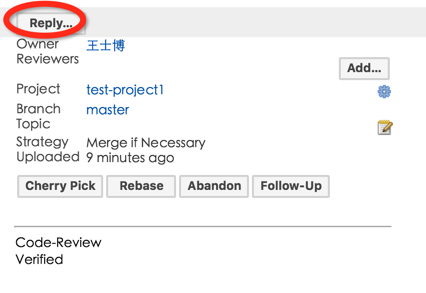 Reply...
Owner 王士博
Reviewers
Add...
Project test-project1
Branch master
Topic
Strategy Merge if Necessary
Uploaded 9 minutes ago
Cherry Pick Rebase Abandon Follow-Up
Code-Review
Verified